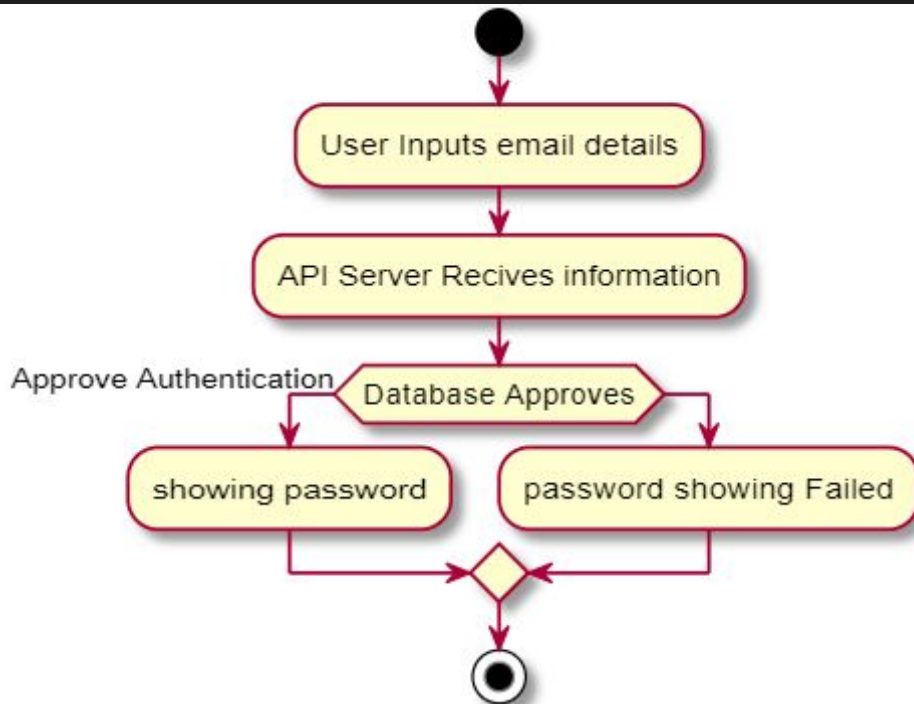 User Inputs email details
API Server Recives information
Approve Authentication
Database Approves
showing password
password showing Failed